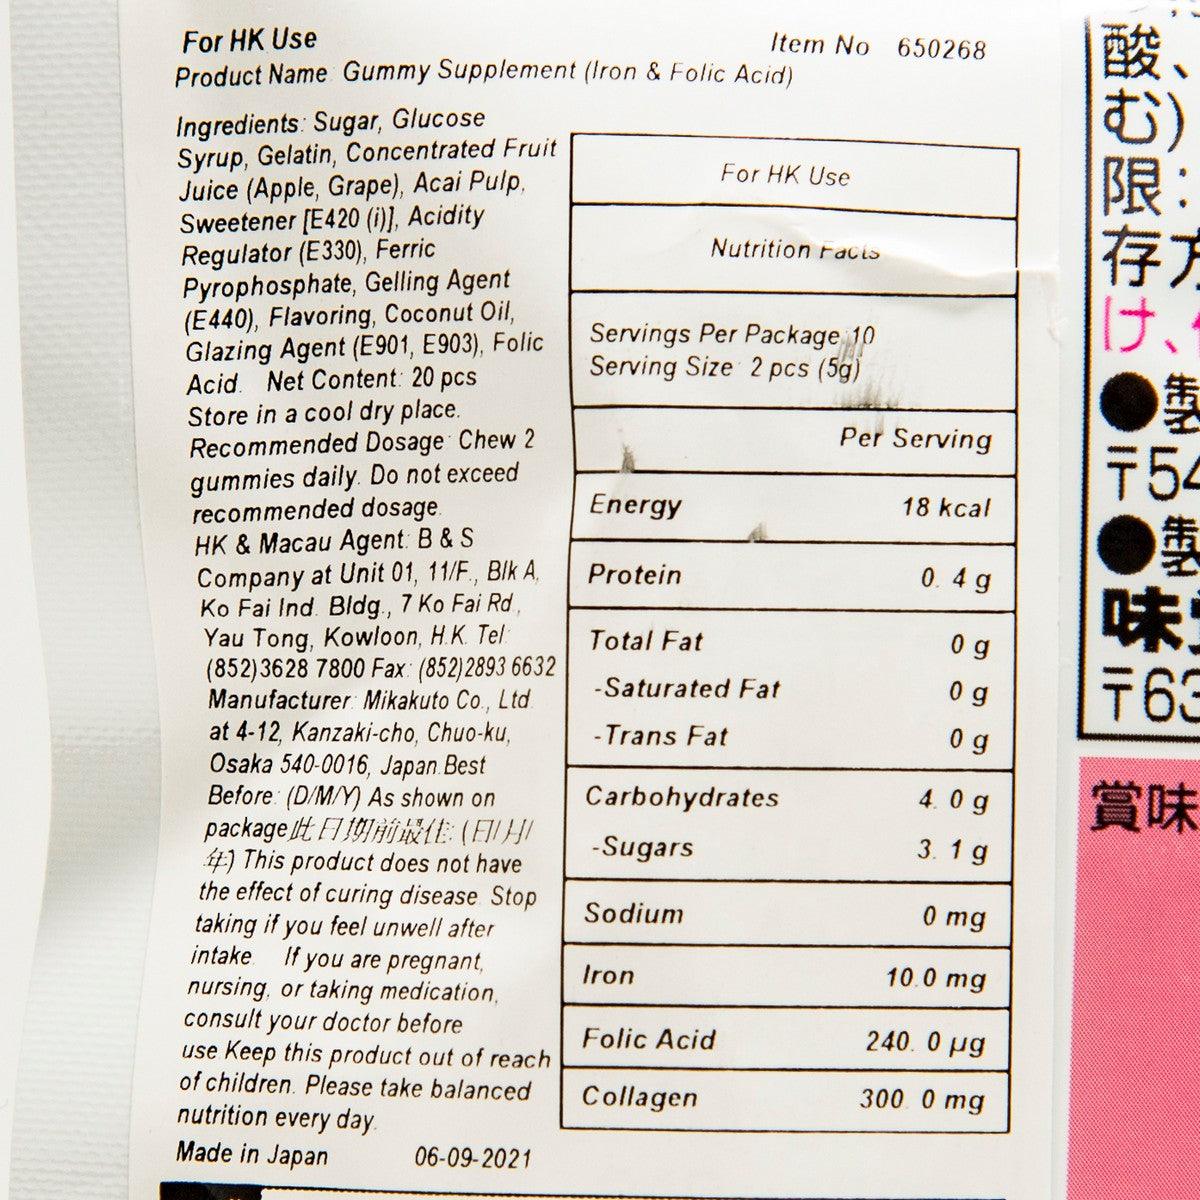 For HK Use
Item No 650268
Product Name: Gummy Supplement (Iron & Folic Acid)
Ingredients: Sugar, Glucose
Syrup, Gelatin, Concentrated Fruit
Juice (Apple, Grape), Acai Pulp,
Sweetener [E420 (i)], Acidity
Regulator (E330), Ferric
Pyrophosphate, Gelling Agent
(E440), Flavoring, Coconut Oil,
Glazing Agent (E901, E903), Folic
Acid. Net Content: 20 pcs
Store in a cool dry place.
Recommended Dosage: Chew 2
gummies daily. Do not exceed
recommended dosage.
HK & Macau Agent: B & S
Company at Unit 01, 11/F., Blk A,
Ko Fai Ind. Bldg., 7 Ko Fai Rd.,
Yau Tong, Kowloon, H.K. Tel:
(852)3628 7800 Fax: (852)2893 6632
Manufacturer: Mikakuto Co., Ltd.
at 4-12, Kanzaki-cho, Chuo-ku,
Osaka 540-0016, Japan.Best
Before: (D/M/Y) As shown on
package此日期前最佳: (日/月/
年) This product does not have
the effect of curing disease. Stop
taking if you feel unwell after
intake. If you are pregnant,
nursing, or taking medication,
consult your doctor before
use.Keep this product out of reach
of children. Please take balanced
nutrition every day.
Made in Japan 06-09-2021
For HK Use
Nutrition Facts
Servings Per Package:10
Serving Size: 2 pcs (5g)
Per Serving
Energy 18 kcal
Protein 0.4 g
Total Fat 0 g
-Saturated Fat 0 g
-Trans Fat 0 g
Carbohydrates 4.0 g
-Sugars 3.1 g
Sodium 0 mg
Iron 10.0 mg
Folic Acid 240.0 µg
Collagen 300.0 mg
酸、
む)
限:
存方
け、
●製
〒54
●製
味覚
〒63
賞味